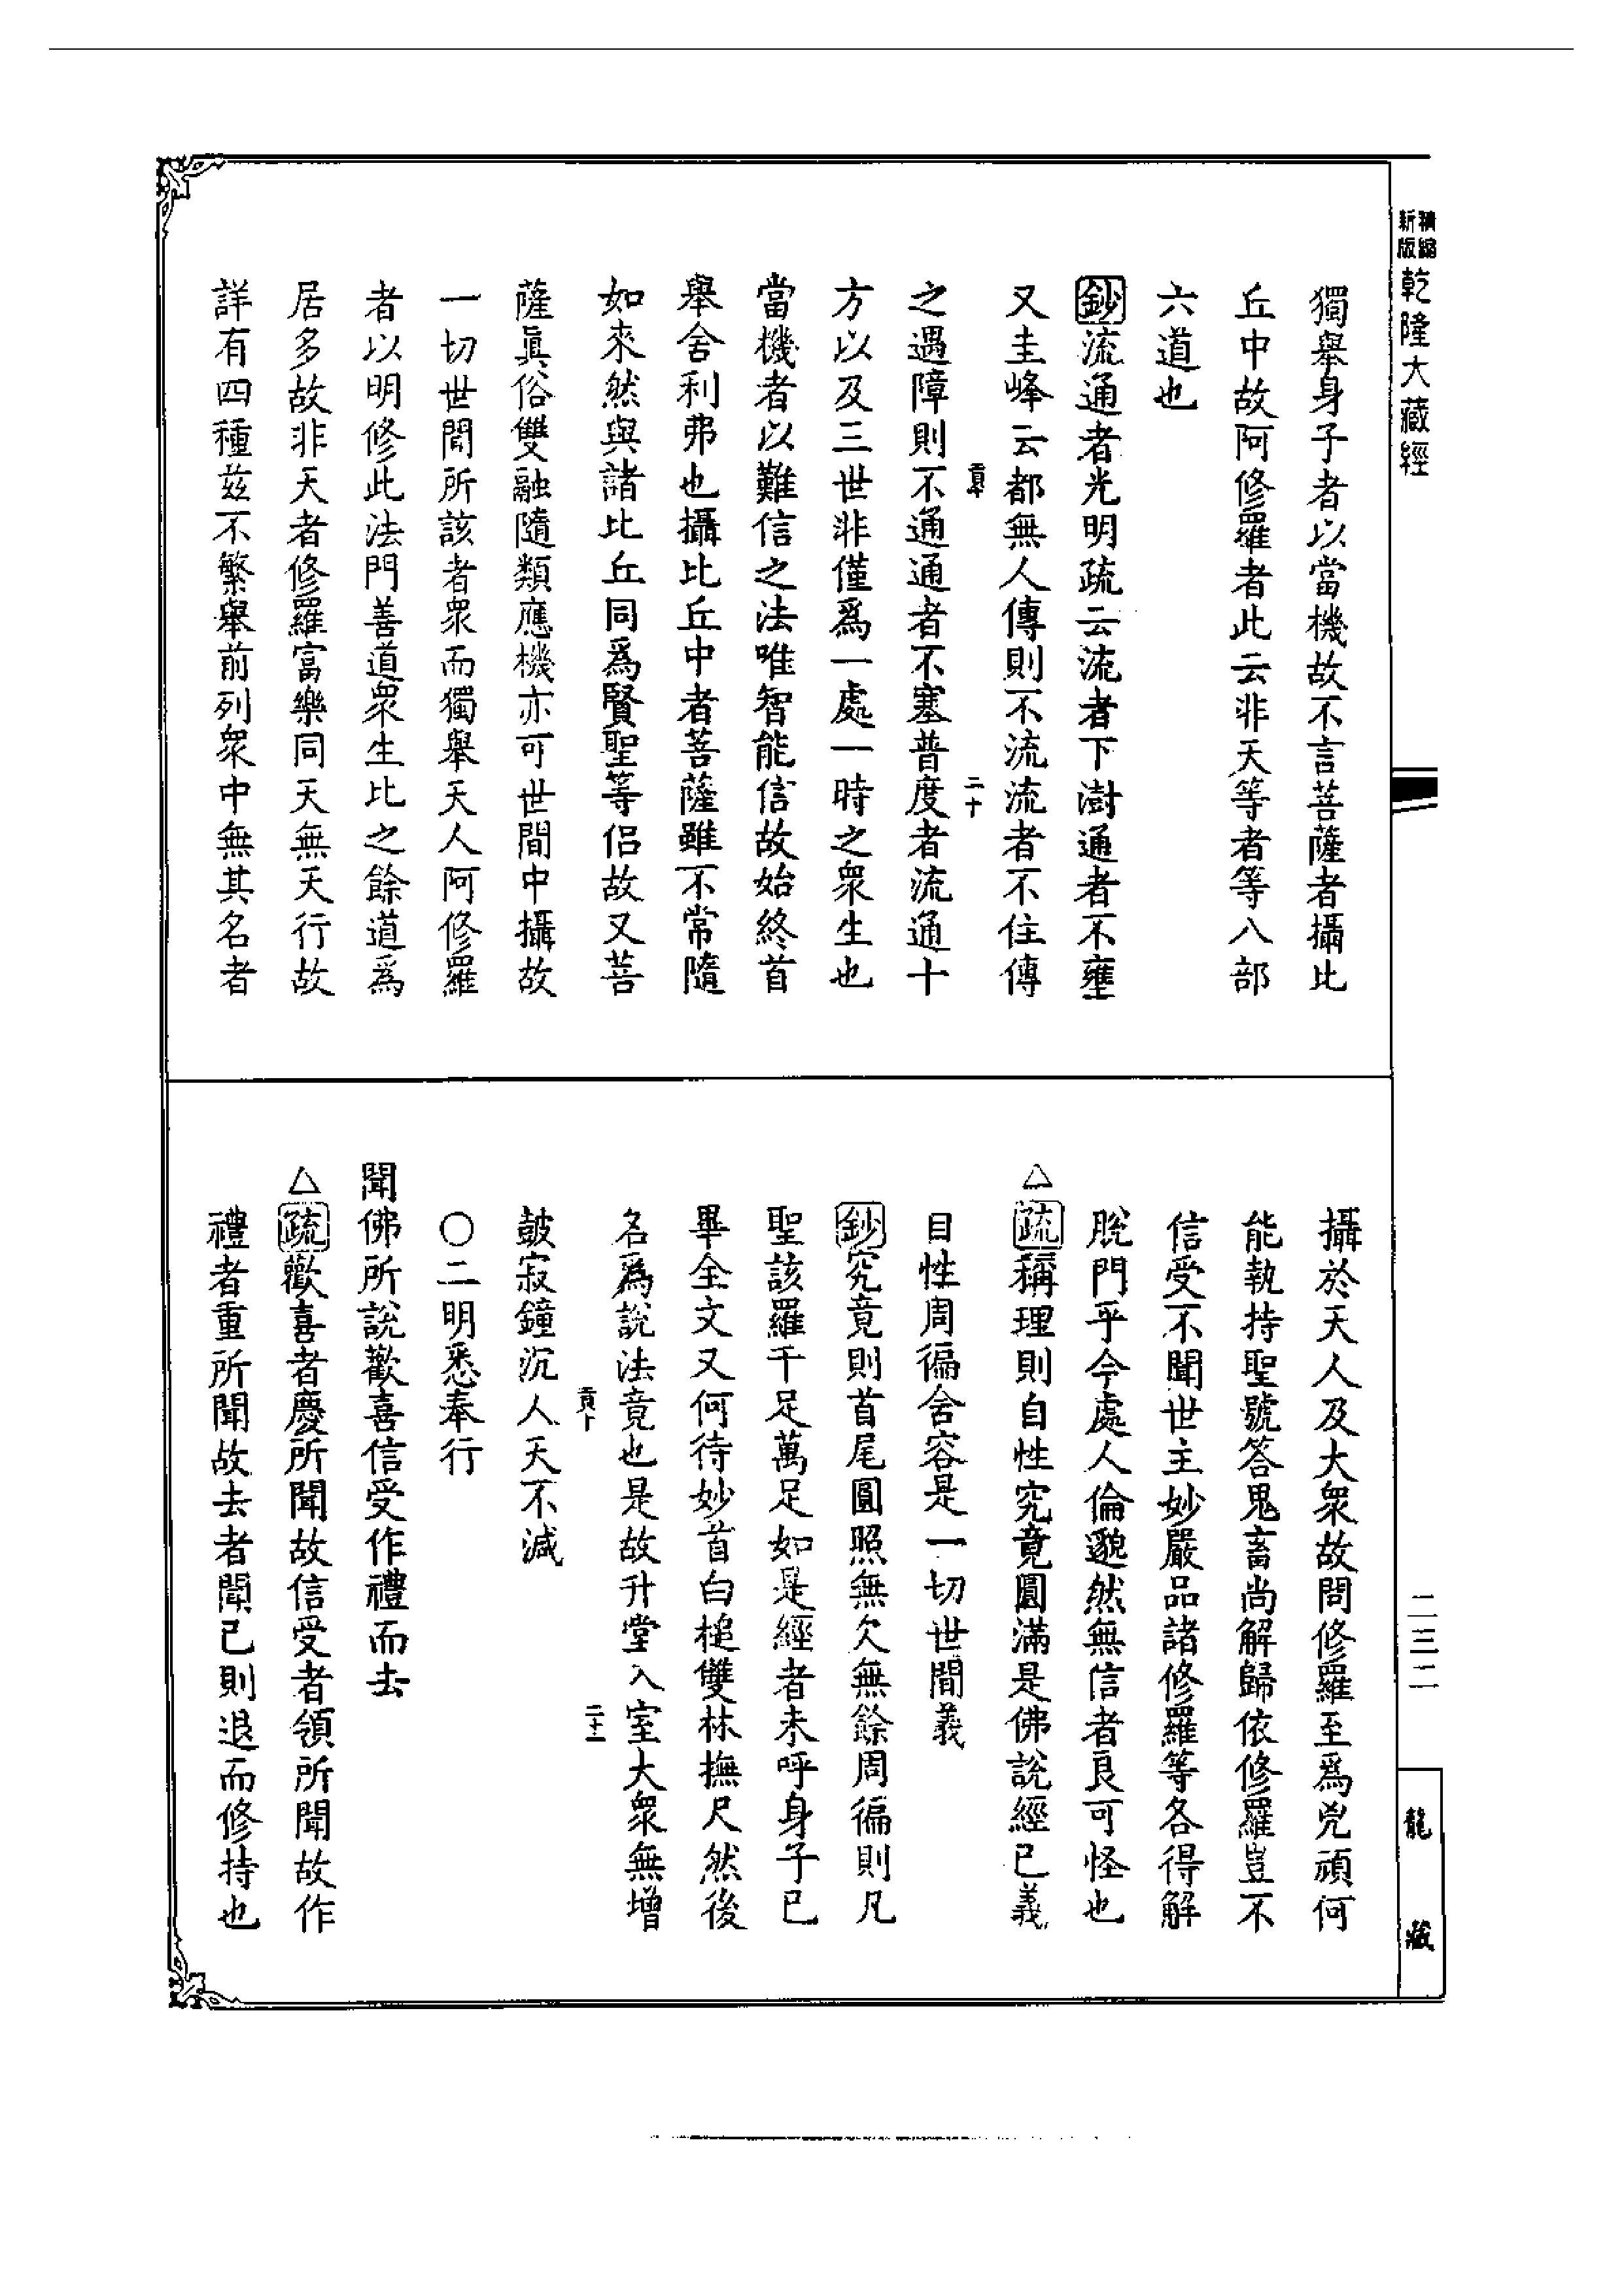 精縮新版乾隆大藏經
獨舉身子者以當機故不言菩薩者攝比
丘中故阿修羅者此云非天等者等八部
六道也
鈔流通者光明疏云流者下澍通者不壅
又圭峰云都無人傳則不流流者不住傳
之遇障則不通通者不塞普度者流通十
方以及三世非僅爲一處一時之衆生也
當機者以難信之法唯智能信故始終首
舉舍利弗也攝比丘中者菩薩雖不常隨
如來然與諸比丘同爲賢聖等侶故又菩
薩眞俗雙融隨類應機亦可世間中攝故
一切世間所該者衆而獨舉天人阿修羅
者以明修此法門善道衆生比之餘道爲
居多故非天者修羅富樂同天無天行故
詳有四種茲不繁舉前列衆中無其名者
二十
攝於天人及大衆故問修羅至爲兇頑何
能執持聖號答鬼畜尚解歸依修羅豈不
信受不聞世主妙嚴品諸修羅等各得解
脫門乎今處人倫邈然無信者良可怪也
△疏稱理則自性究竟圓滿是佛說經已義
自性周徧含容是一切世間義
鈔究竟則首尾圓照無欠無餘周徧則凡
聖該羅千足萬足如是經者未呼身子已
畢全文又何待妙首白槌雙林撫尺然後
名爲說法竟也是故升堂入室大衆無增
貢十
二十一
皷寂鐘沉人天不減
○二明悉奉行
聞佛所說歡喜信受作禮而去
△疏歡喜者慶所聞故信受者領所聞故作
禮者重所聞故去者聞已則退而修持也
二三二
龍藏